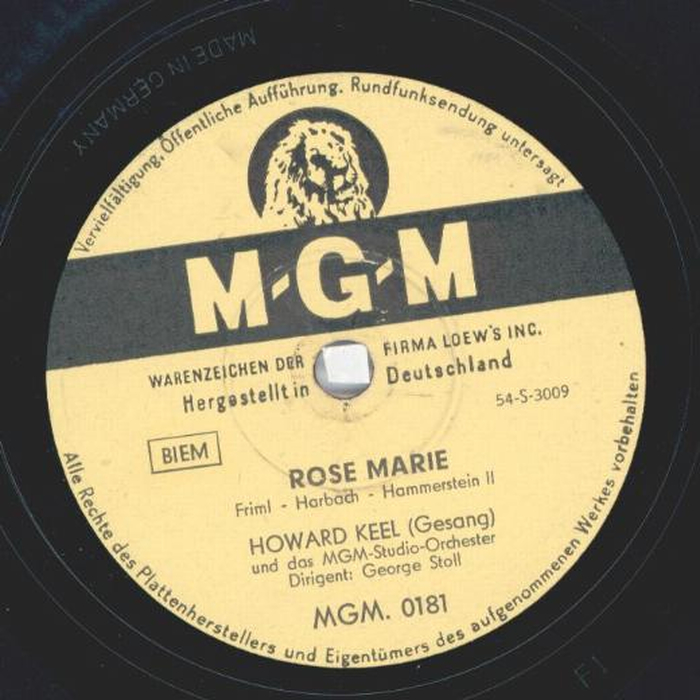 MADE IN GERMANY
Vervielfältigung, Öffentliche Aufführung. Rundfunksendung untersagt
M·G·M
WARENZEICHEN DER FIRMA LOEW'S INC.
Hergestellt in Deutschland
54-S-3009
BIEM
ROSE MARIE
Friml - Harbach - Hammerstein II
HOWARD KEEL (Gesang)
und das MGM-Studio-Orchester
Dirigent: George Stoll
MGM. 0181
Alle Rechte des Plattenherstellers und Eigentümers des aufgenommenen Werkes vorbehalten